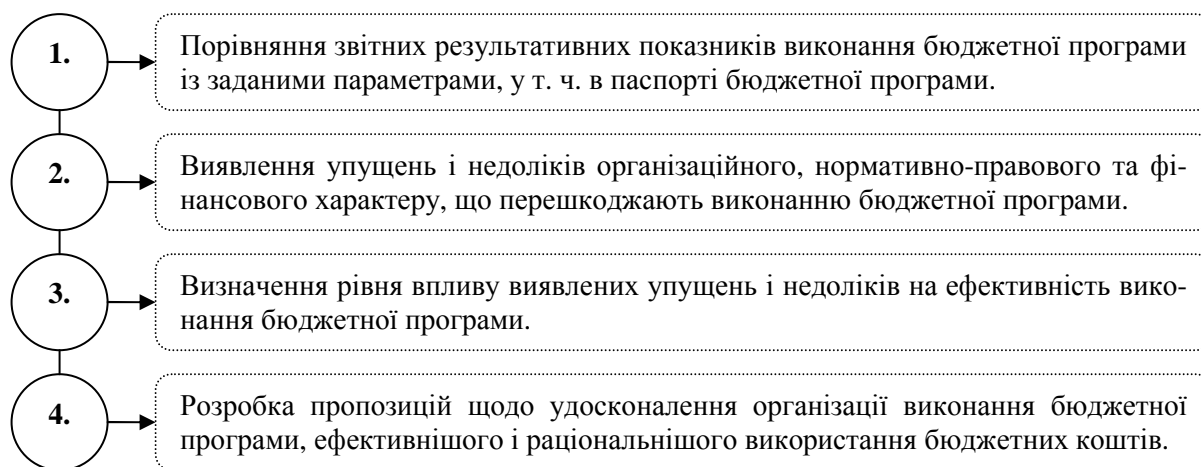 1.
Порівняння звітних результативних показників виконання бюджетної програми
із заданими параметрами, у т. ч. в паспорті бюджетної програми.
2.
Виявлення упущень і недоліків організаційного, нормативно-правового та фі-
нансового характеру, що перешкоджають виконанню бюджетної програми.
3.
Визначення рівня впливу виявлених упущень і недоліків на ефективність вико-
нання бюджетної програми.
4.
Розробка пропозицій щодо удосконалення організації виконання бюджетної
програми, ефективнішого і раціональнішого використання бюджетних коштів.